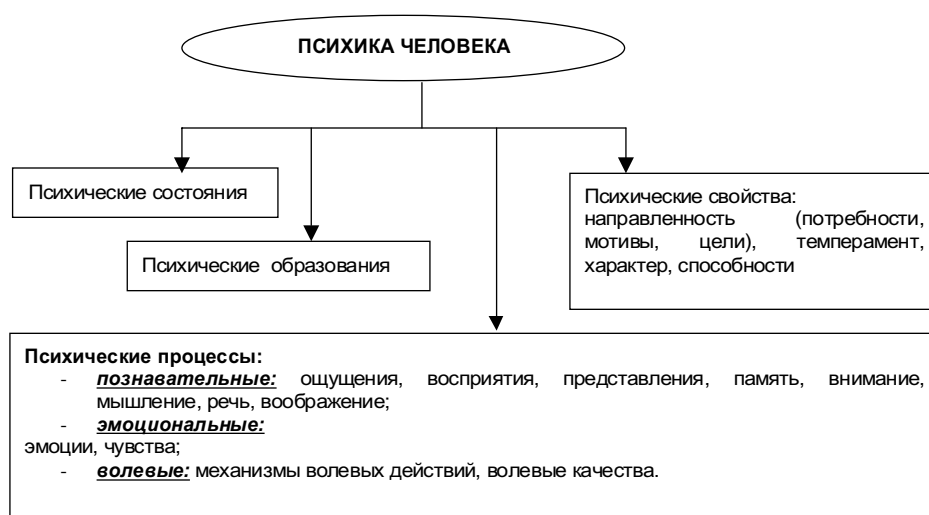 ПСИХИКА ЧЕЛОВЕКА
Психические состояния
Психические образования
Психические свойства:
направленность (потребности,
мотивы, цели), темперамент,
характер, способности
Психические процессы:
- познавательные: ощущения, восприятия, представления, память, внимание,
мышление, речь, воображение;
- эмоциональные:
эмоции, чувства;
- волевые: механизмы волевых действий, волевые качества.